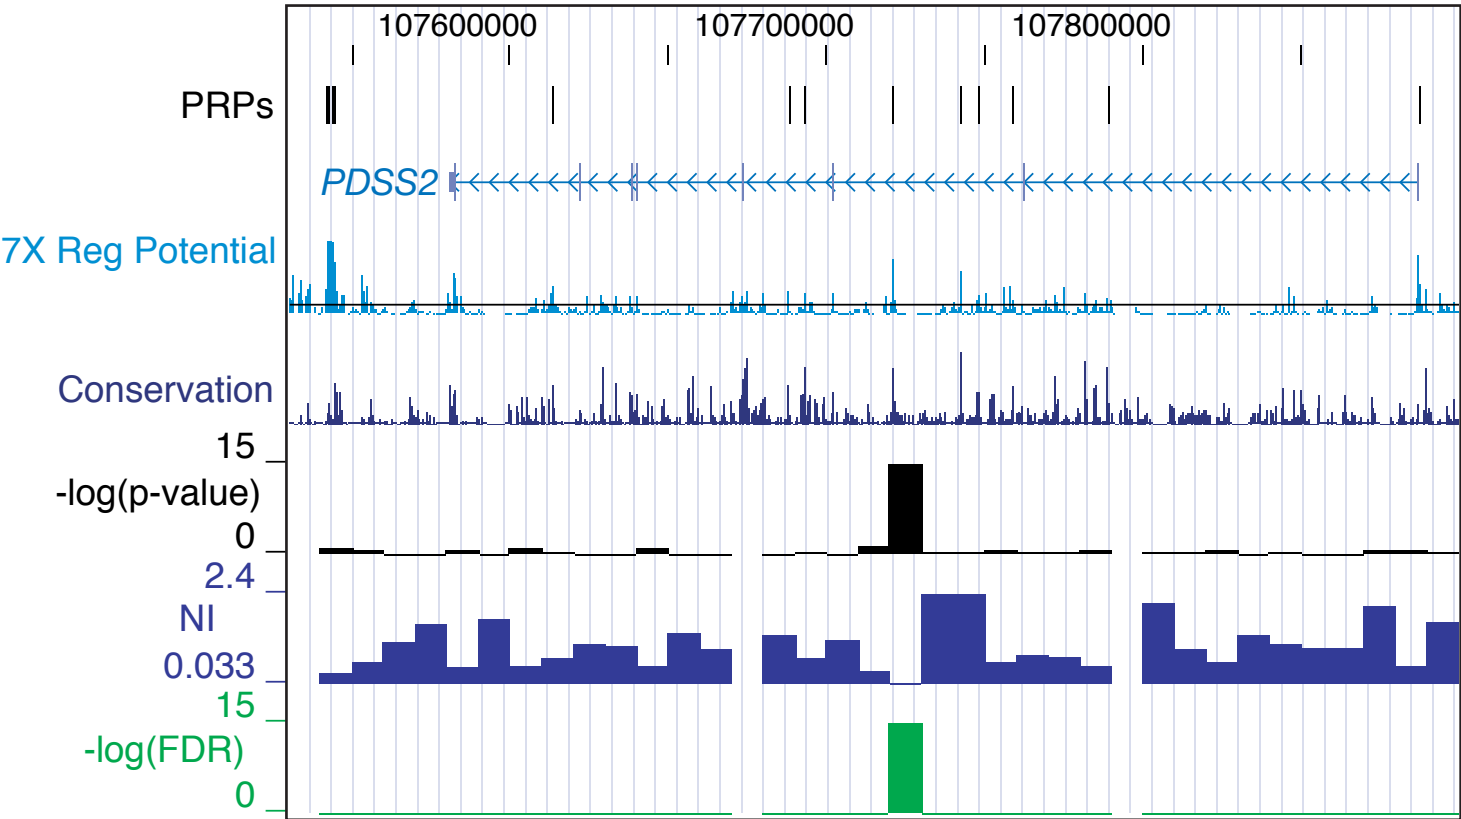 107600000 107700000 107800000
PRPs
PDSS2
7X Reg Potential
Conservation
15
-log(p-value)
0
2.4
NI
0.033
15
-log(FDR)
0